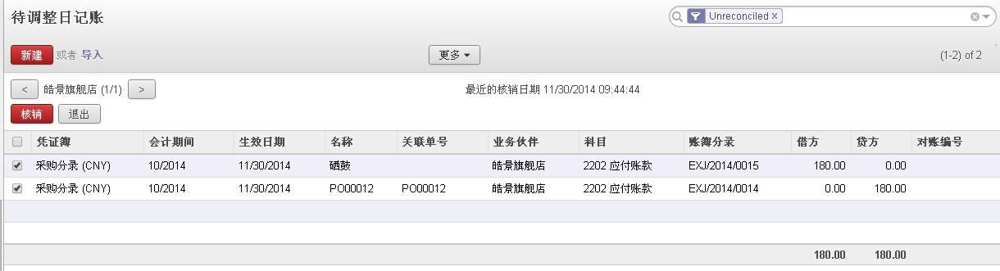 待调整日记账
Unreconciled x
新建 或者 导入 更多 (1-2) of 2
< 皓景旗舰店 (1/1) > 最近的核销日期 11/30/2014 09:44:44
核销 退出
凭证簿 会计期间 生效日期 名称 关联单号 业务伙伴 科目 账簿分录 借方 贷方 对账编号
采购分录 (CNY) 10/2014 11/30/2014 硒鼓 皓景旗舰店 2202 应付账款 EXJ/2014/0015 180.00 0.00
采购分录 (CNY) 10/2014 11/30/2014 PO00012 PO00012 皓景旗舰店 2202 应付账款 EXJ/2014/0014 0.00 180.00
180.00 180.00